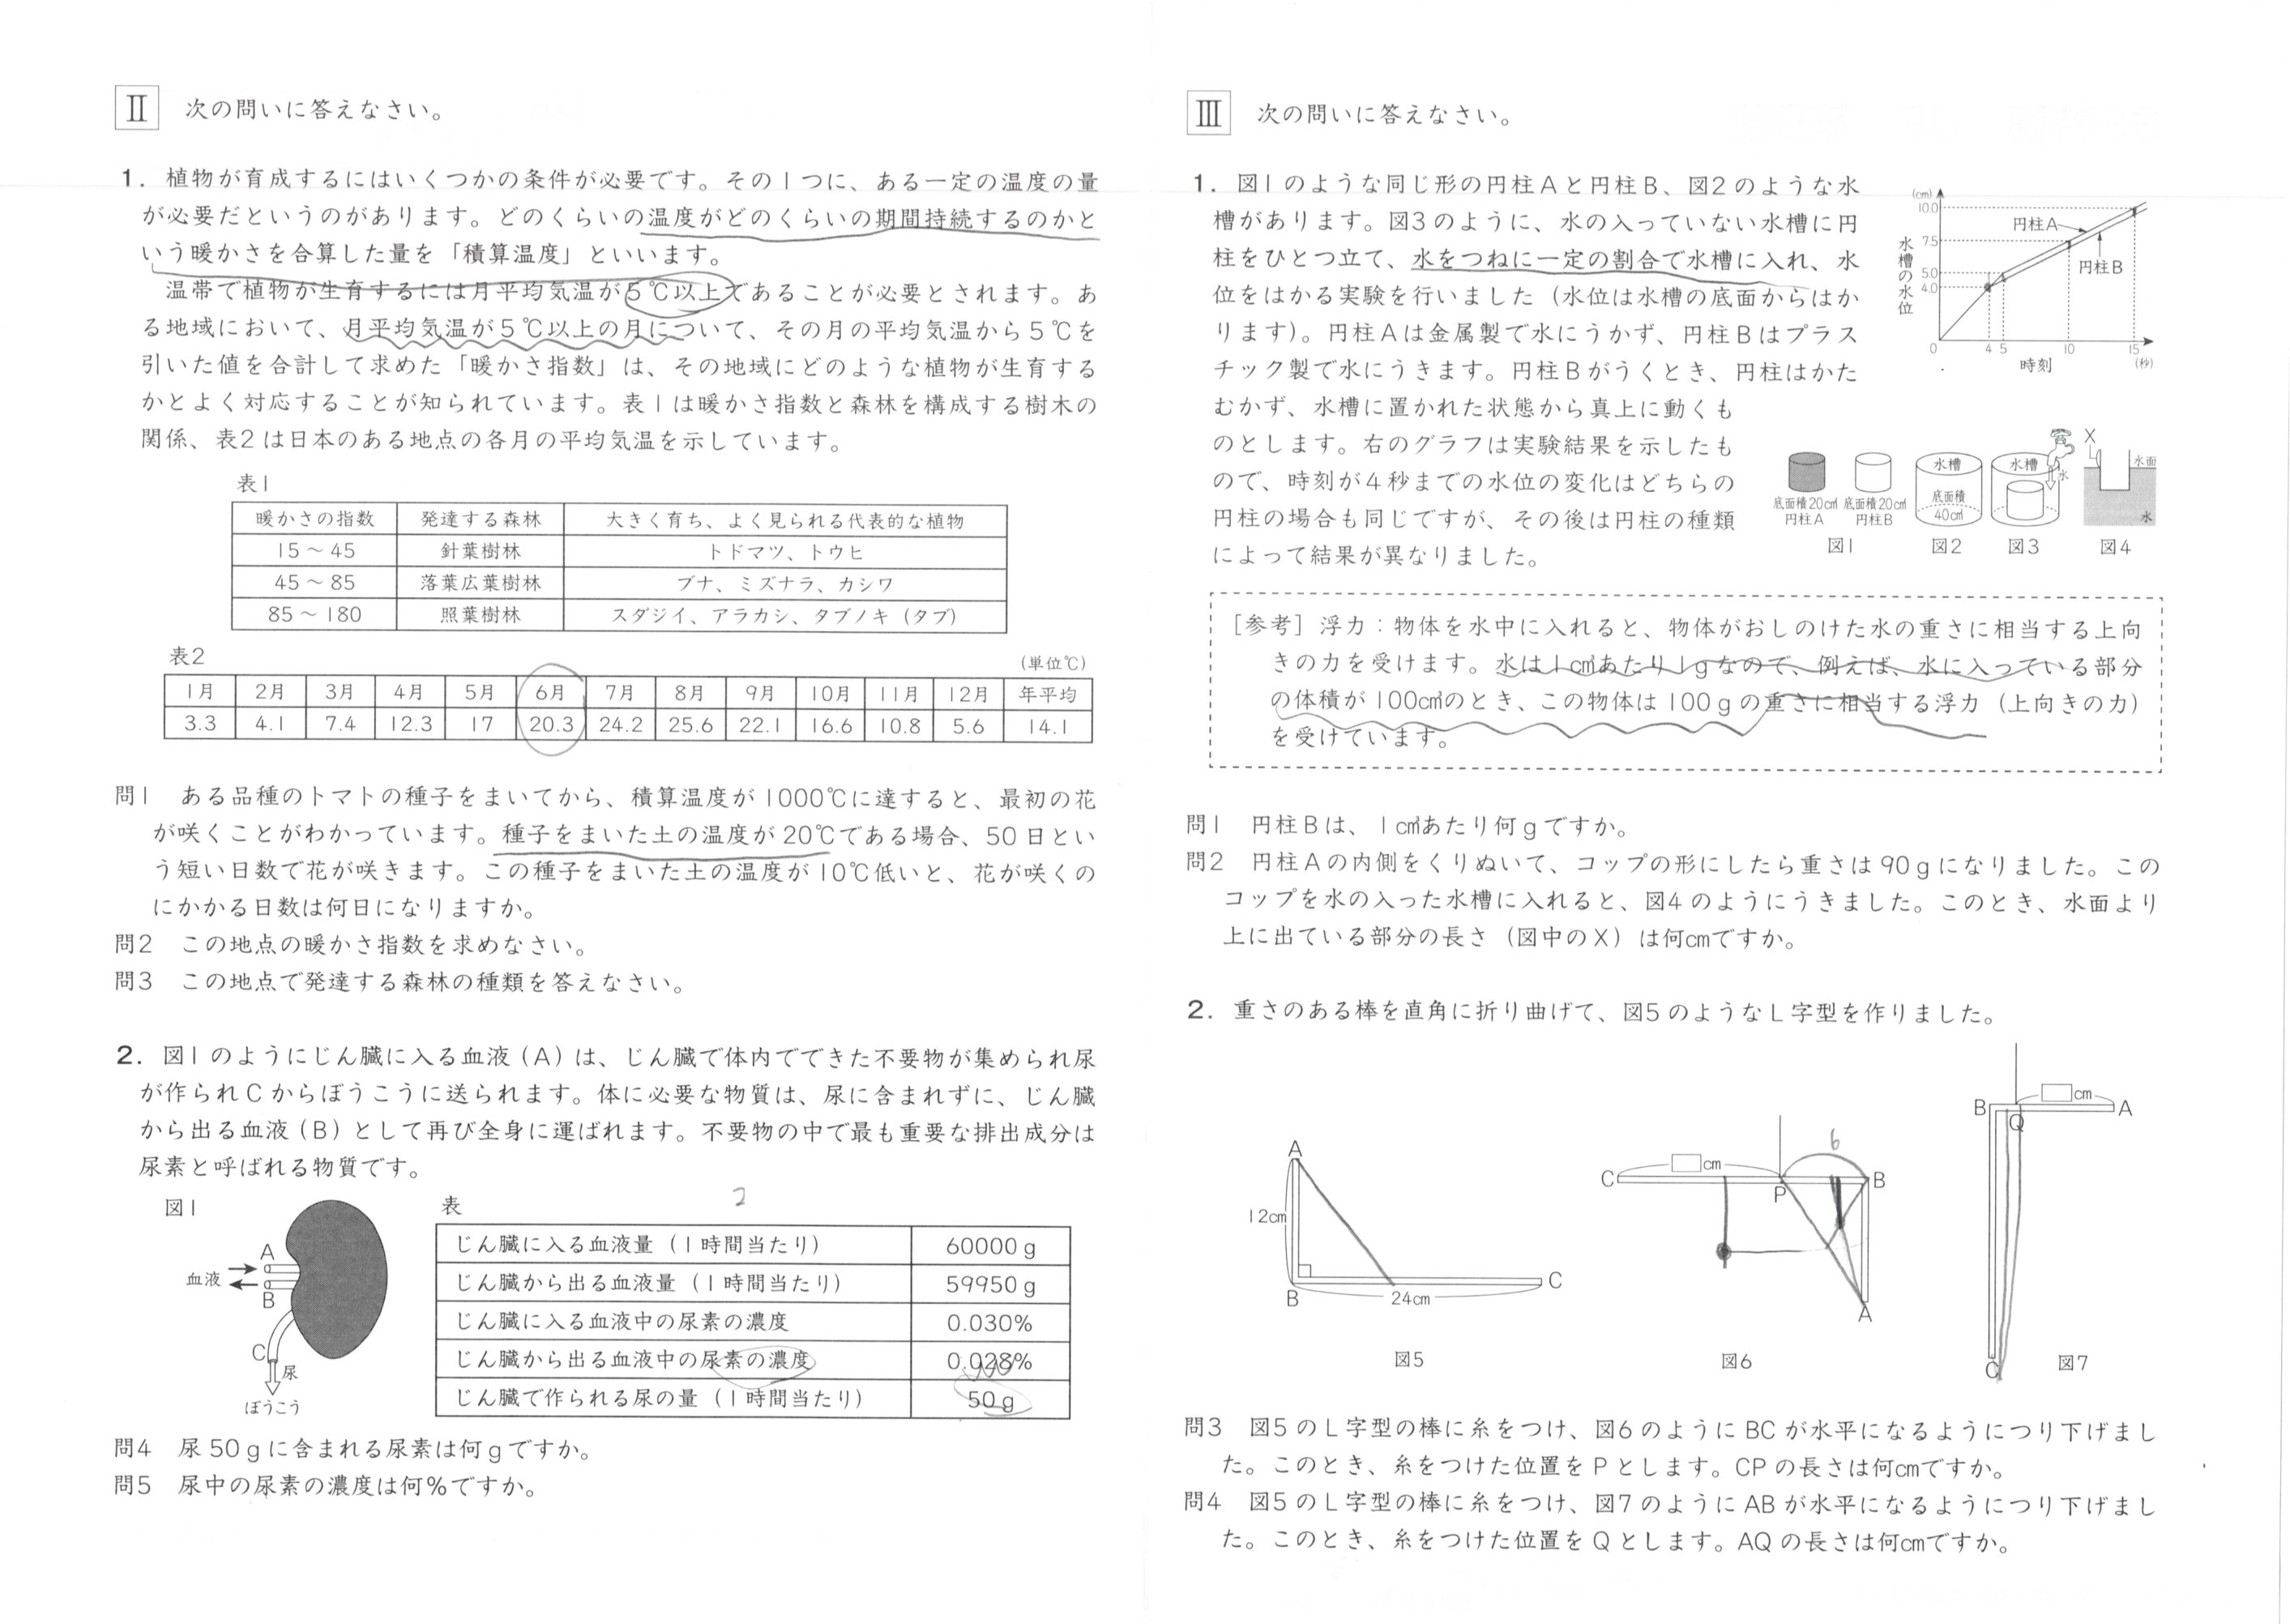 Ⅱ 次の問いに答えなさい。
1. 植物が育成するにはいくつかの条件が必要です。その1つに、ある一定の温度の量
が必要だというのがあります。どのくらいの温度がどのくらいの期間持続するのかと
いう暖かさを合算した量を「積算温度」といいます。
温帯で植物が生育するには月平均気温が5℃以上であることが必要とされます。あ
る地域において、月平均気温が5℃以上の月について、その月の平均気温から5℃を
引いた値を合計して求めた「暖かさ指数」は、その地域にどのような植物が生育する
かとよく対応することが知られています。表1は暖かさ指数と森林を構成する樹木の
関係、表2は日本のある地点の各月の平均気温を示しています。
表1
暖かさの指数 発達する森林 大きく育ち、よく見られる代表的な植物
15～45 針葉樹林 トドマツ、トウヒ
45～85 落葉広葉樹林 ブナ、ミズナラ、カシワ
85～180 照葉樹林 スダジイ、アラカシ、タブノキ（タブ）
表2 (単位℃)
1月 2月 3月 4月 5月 6月 7月 8月 9月 10月 11月 12月 年平均
3.3 4.1 7.4 12.3 17 20.3 24.2 25.6 22.1 16.6 10.8 5.6 14.1
問1 ある品種のトマトの種子をまいてから、積算温度が1000℃に達すると、最初の花
が咲くことがわかっています。種子をまいた土の温度が20℃である場合、50日とい
う短い日数で花が咲きます。この種子をまいた土の温度が10℃低いと、花が咲くの
にかかる日数は何日になりますか。
問2 この地点の暖かさ指数を求めなさい。
問3 この地点で発達する森林の種類を答えなさい。
2. 図1のようにじん臓に入る血液（A）は、じん臓で体内でできた不要物が集められ尿
が作られCからぼうこうに送られます。体に必要な物質は、尿に含まれずに、じん臓
から出る血液（B）として再び全身に運ばれます。不要物の中で最も重要な排出成分は
尿素と呼ばれる物質です。
図1
A
血液
B
C
尿
ぼうこう
表
2
じん臓に入る血液量（1時間当たり） 60000g
じん臓から出る血液量（1時間当たり） 59950g
じん臓に入る血液中の尿素の濃度 0.030%
じん臓から出る血液中の尿素の濃度 0.028%
じん臓で作られる尿の量（1時間当たり） 50g
問4 尿50gに含まれる尿素は何gですか。
問5 尿中の尿素の濃度は何%ですか。
Ⅲ 次の問いに答えなさい。
1. 図1のような同じ形の円柱Aと円柱B、図2のような水
槽があります。図3のように、水の入っていない水槽に円
柱をひとつ立て、水をつねに一定の割合で水槽に入れ、水
位をはかる実験を行いました（水位は水槽の底面からはか
ります）。円柱Aは金属製で水にうかず、円柱Bはプラス
チック製で水にうきます。円柱Bがうくとき、円柱はかた
むかず、水槽に置かれた状態から真上に動くも
のとします。右のグラフは実験結果を示したも
ので、時刻が4秒までの水位の変化はどちらの
円柱の場合も同じですが、その後は円柱の種類
によって結果が異なりました。
(cm)
10.0
7.5
5.0
4.0
水槽の水位
円柱A
円柱B
0 4 5 10 15
時刻 (秒)
底面積20cm² 円柱A
底面積20cm² 円柱B
図1
水槽
底面積
40cm²
図2
水槽
水
図3
X
水面
水
図4
［参考］浮力：物体を水中に入れると、物体がおしのけた水の重さに相当する上向
きの力を受けます。水は1cm³あたり1gなので、例えば、水に入っている部分
の体積が100cm³のとき、この物体は100gの重さに相当する浮力（上向きの力）
を受けています。
問1 円柱Bは、1cm³あたり何gですか。
問2 円柱Aの内側をくりぬいて、コップの形にしたら重さは90gになりました。この
コップを水の入った水槽に入れると、図4のようにうきました。このとき、水面より
上に出ている部分の長さ（図中のX）は何cmですか。
2. 重さのある棒を直角に折り曲げて、図5のようなL字型を作りました。
A
12cm
B
24cm
C
図5
6
C
cm
P
B
A
図6
B
Q
cm
A
C
図7
問3 図5のL字型の棒に糸をつけ、図6のようにBCが水平になるようにつり下げまし
た。このとき、糸をつけた位置をPとします。CPの長さは何cmですか。
問4 図5のL字型の棒に糸をつけ、図7のようにABが水平になるようにつり下げまし
た。このとき、糸をつけた位置をQとします。AQの長さは何cmですか。